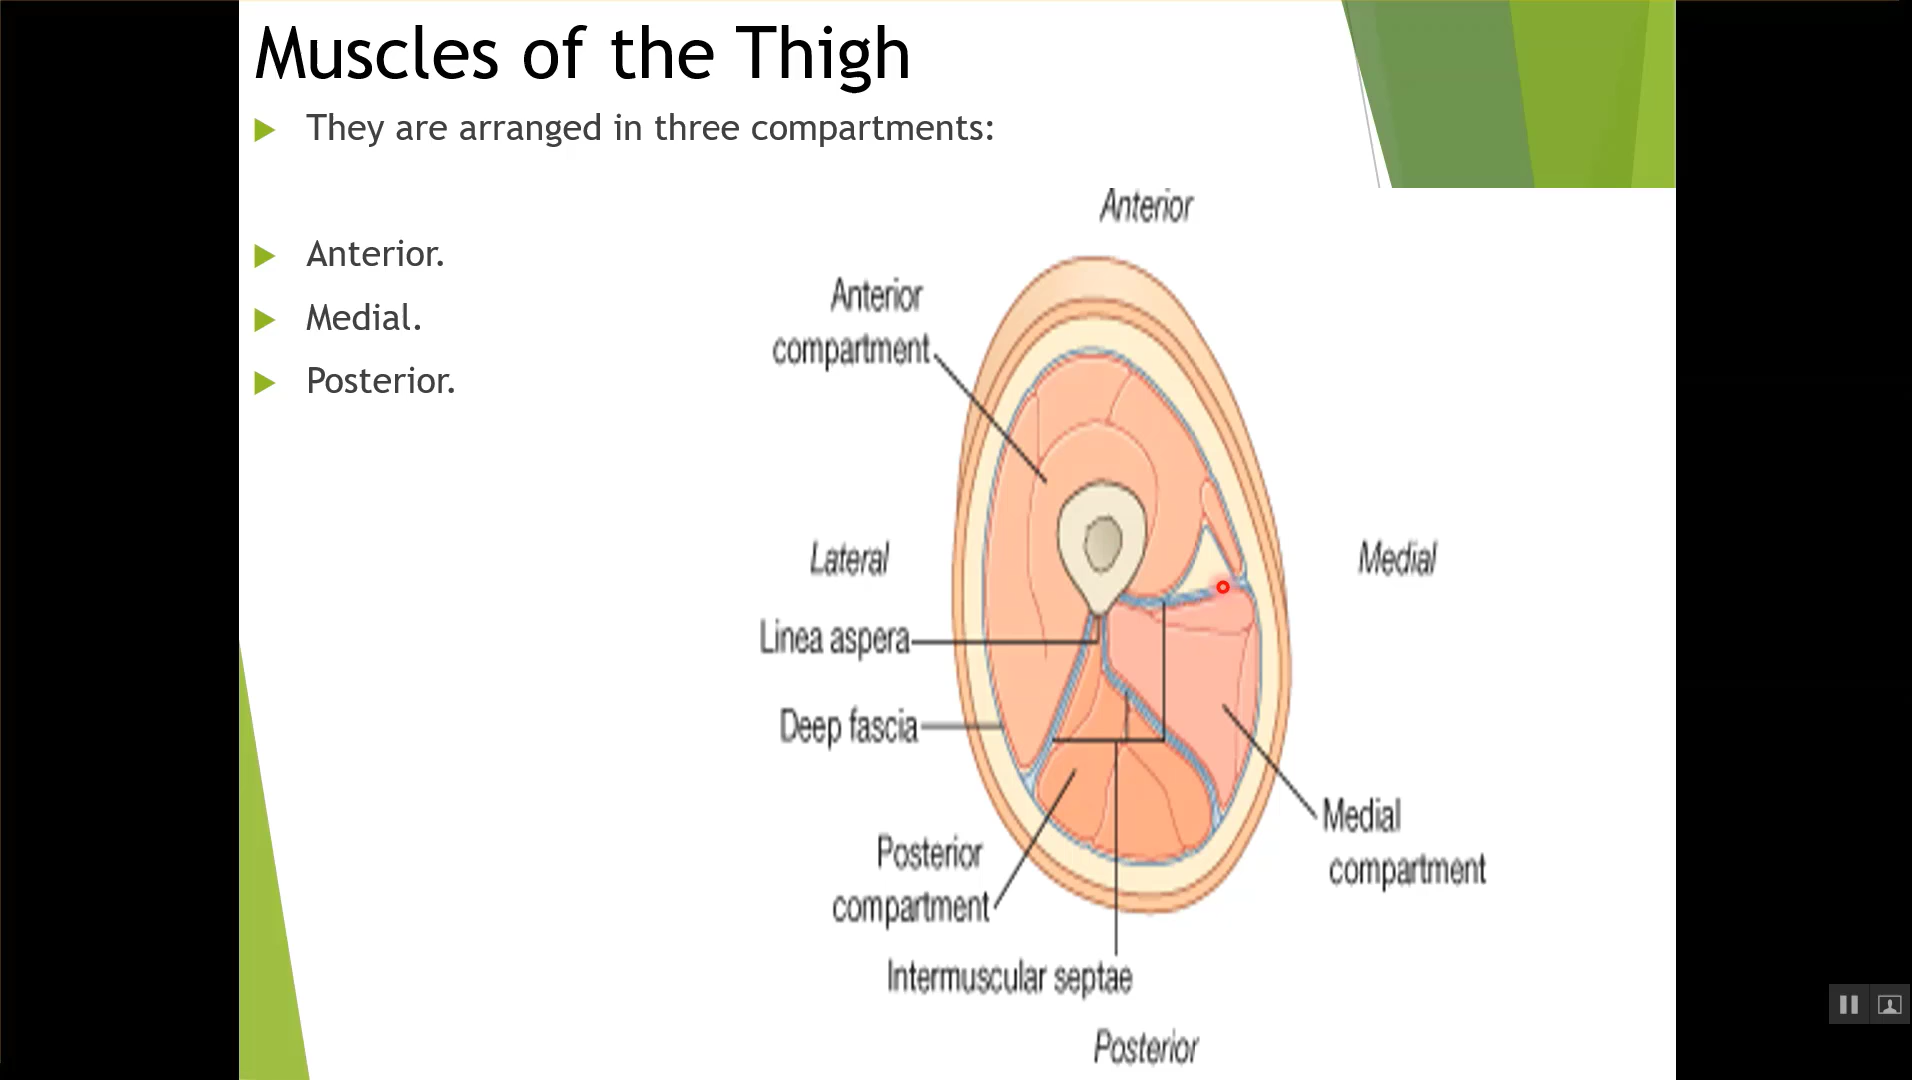 Muscles of the Thigh
They are arranged in three compartments:
Anterior.
Medial.
Posterior.
Anterior
Anterior
compartment
Lateral
Medial
Linea aspera
Deep fascia
Medial
compartment
Posterior
compartment
Intermuscular septae
Posterior